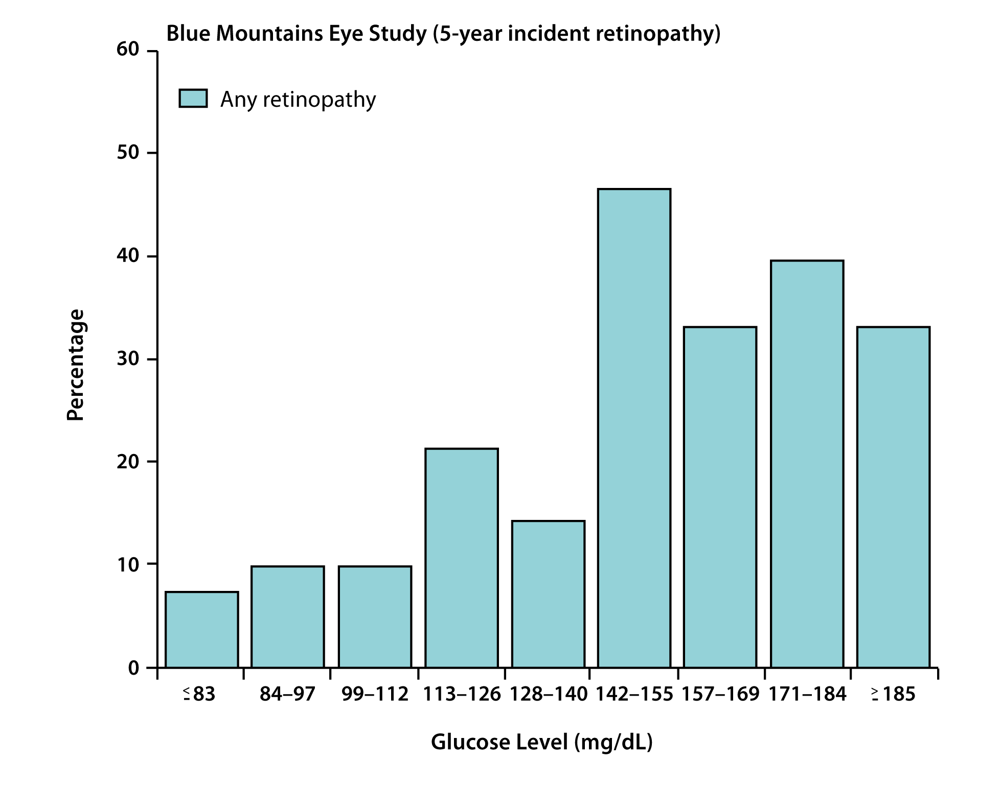 Blue Mountains Eye Study (5-year incident retinopathy)
60
Any retinopathy
50
40
30
20
10
0
Percentage
≤83 84–97 99–112 113–126 128–140 142–155 157–169 171–184 ≥185
Glucose Level (mg/dL)